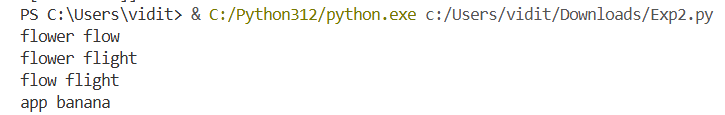 PS C:\Users\vidit> & C:/Python312/python.exe c:/Users/vidit/Downloads/Exp2.py
flower flow
flower flight
flow flight
app banana